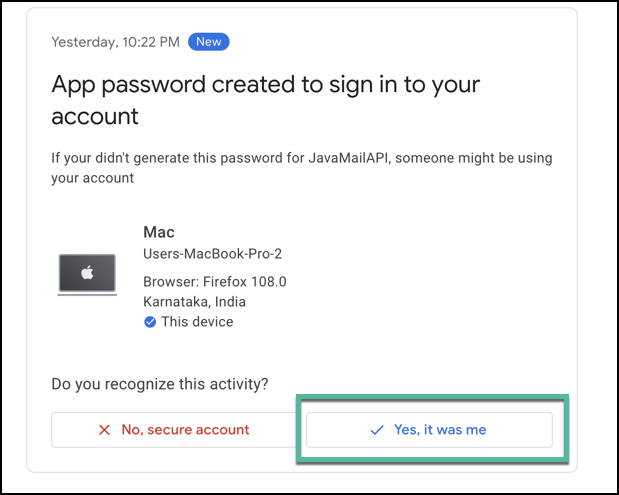 Yesterday, 10:22 PM New
App password created to sign in to your
account
If your didn't generate this password for JavaMailAPI, someone might be using
your account
Mac
Users-MacBook-Pro-2
Browser: Firefox 108.0
Karnataka, India
This device
Do you recognize this activity?
No, secure account
Yes, it was me